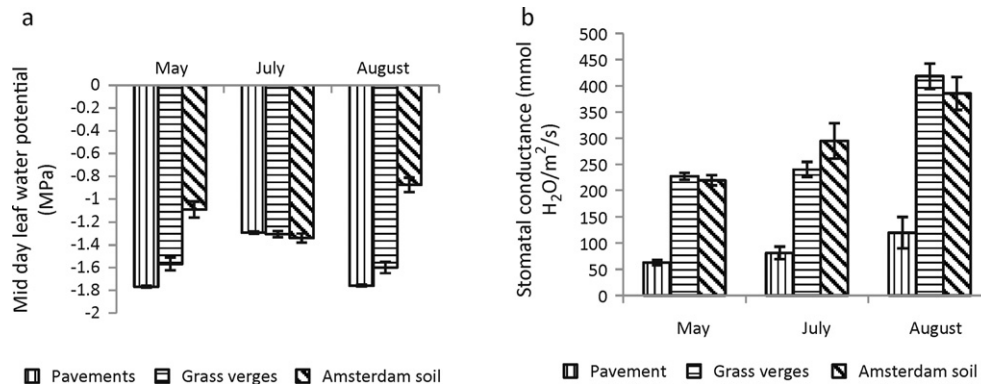 a
May July August
0
-0.2
-0.4
-0.6
-0.8
-1
-1.2
-1.4
-1.6
-1.8
-2
Mid day leaf water potential
(MPa)
Pavements Grass verges Amsterdam soil
b
500
450
400
350
300
250
200
150
100
50
0
Stomatal conductance (mmol
H₂O/m²/s)
May July August
Pavement Grass verges Amsterdam soil